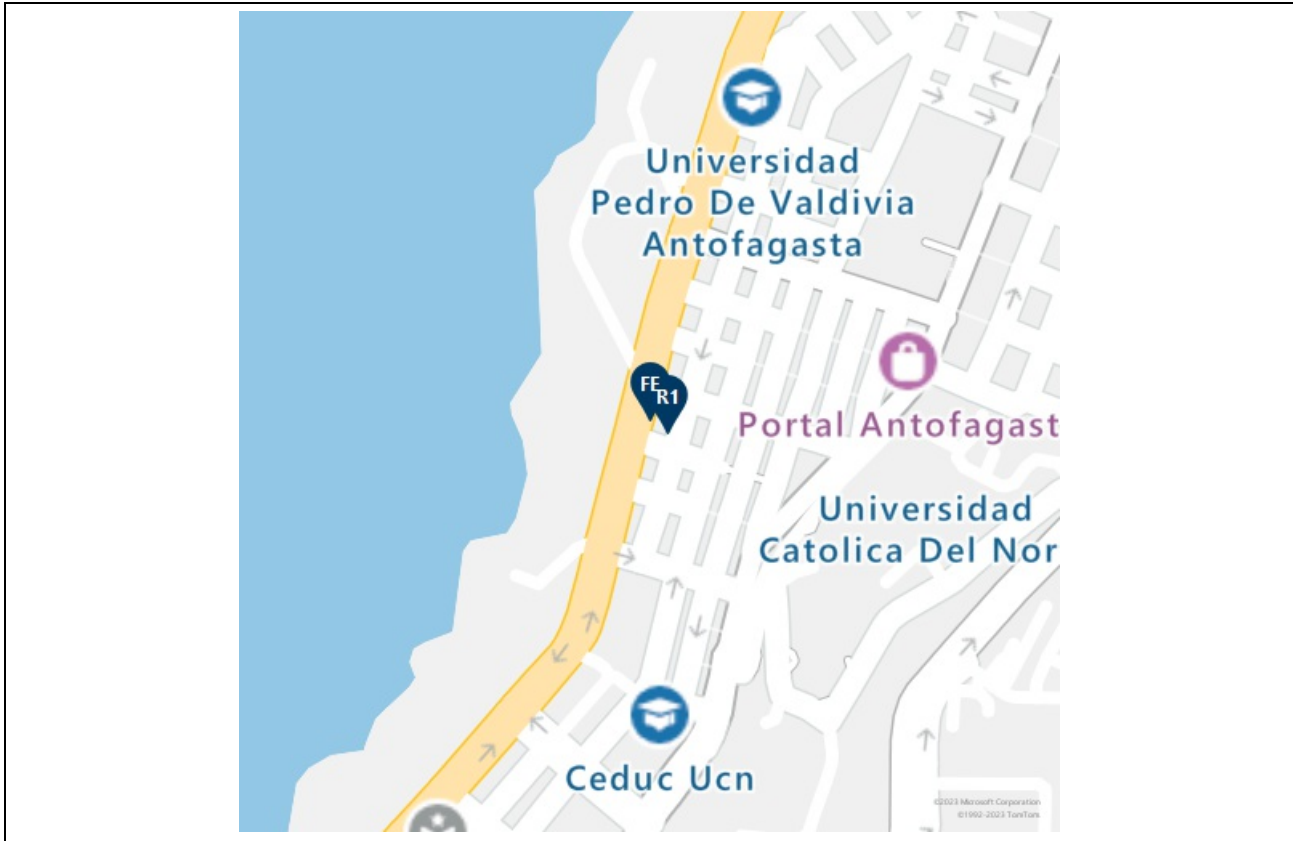 Universidad
Pedro De Valdivia
Antofagasta
FE
R1
Portal Antofagast
Universidad
Catolica Del Nor
Ceduc Ucn
©2023 Microsoft Corporation
©1992-2023 TomTom